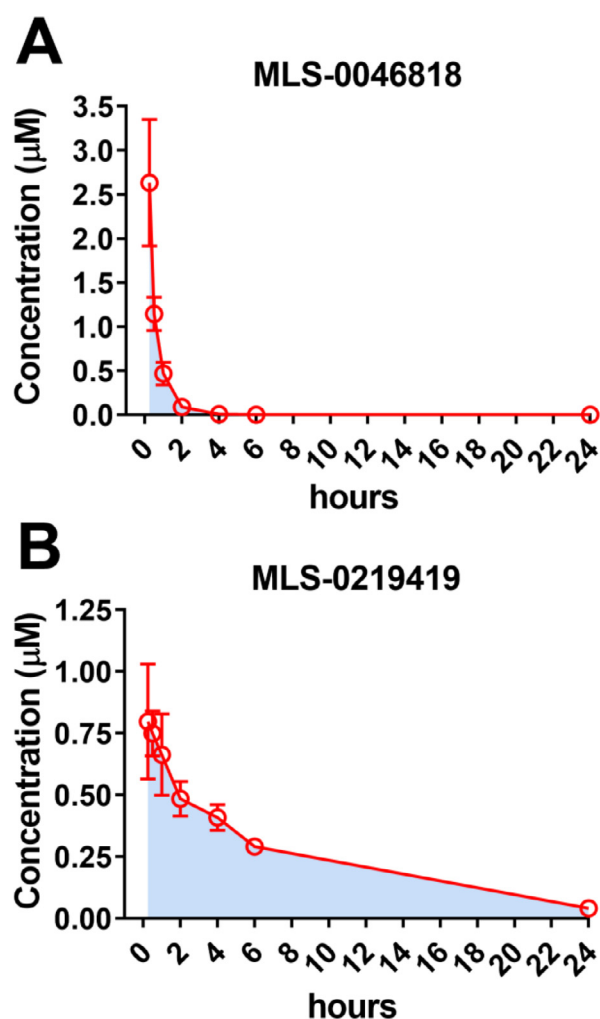 A
MLS-0046818
Concentration (μM)
3.5
3.0
2.5
2.0
1.5
1.0
0.5
0.0
0 2 4 6 8 10 12 14 16 18 20 22 24
hours
B
MLS-0219419
Concentration (μM)
1.25
1.00
0.75
0.50
0.25
0.00
0 2 4 6 8 10 12 14 16 18 20 22 24
hours